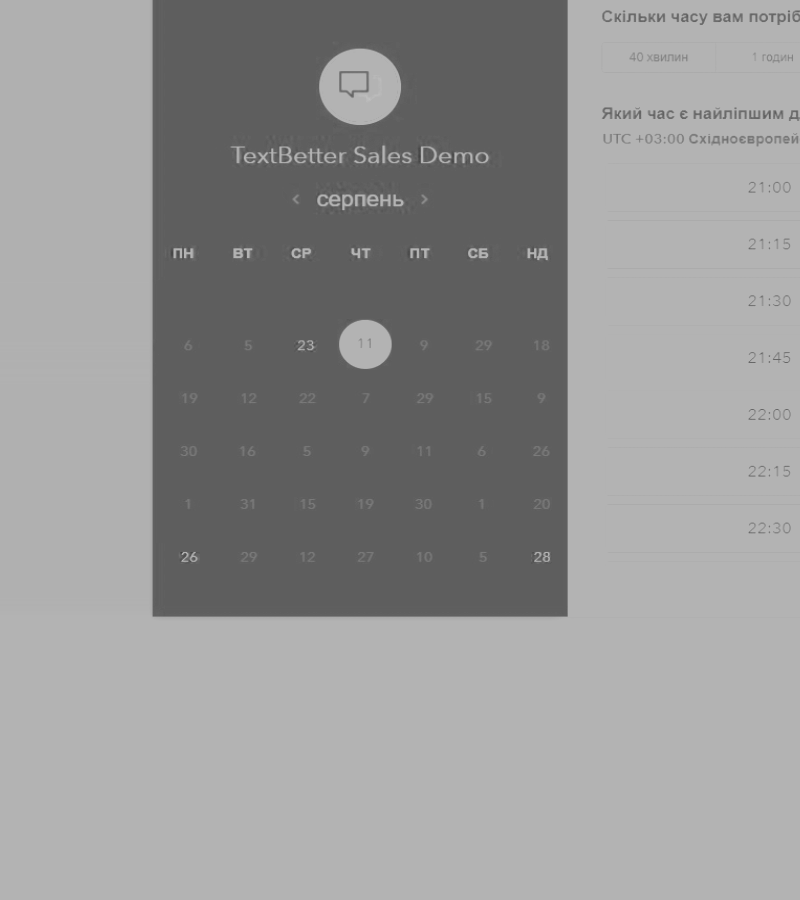 TextBetter Sales Demo
‹ серпень ›
ПН ВТ СР ЧТ ПТ СБ НД
6 5 23 11 9 29 18
19 12 22 7 29 15 9
30 16 5 9 11 6 26
1 31 15 19 30 1 20
26 29 12 27 10 5 28
Скільки часу вам потріб
40 хвилин 1 годин
Який час є найліпшим д
UTC +03:00 Східноєвропей
21:00
21:15
21:30
21:45
22:00
22:15
22:30